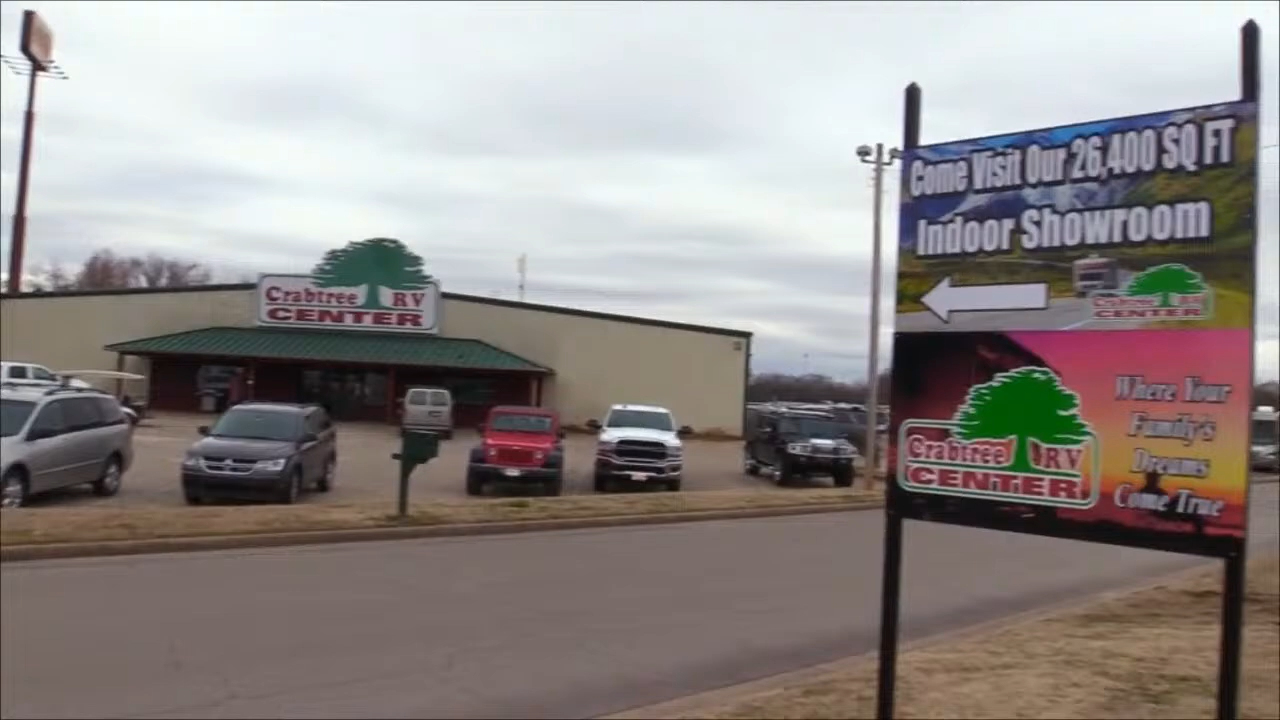 Crabtree RV
CENTER
Come Visit Our 26,400 SQ FT
Indoor Showroom
Crabtree RV
CENTER
Crabtree RV
CENTER
Where Your
Family's
Dreams
Come True